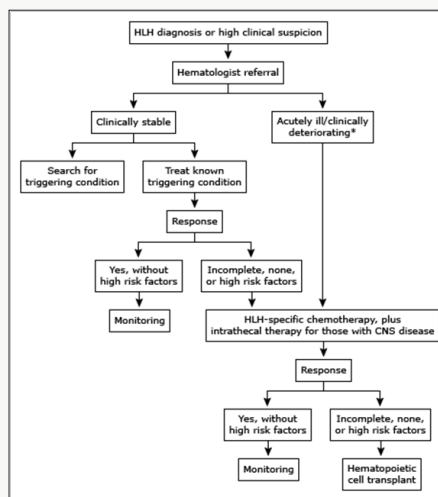 HLH diagnosis or high clinical suspicion
Hematologist referral
Clinically stable
Acutely ill/clinically
deteriorating*
Search for
triggering condition
Treat known
triggering condition
Response
Yes, without
high risk factors
Incomplete, none,
or high risk factors
Monitoring
HLH-specific chemotherapy, plus
intrathecal therapy for those with CNS disease
Response
Yes, without
high risk factors
Incomplete, none,
or high risk factors
Monitoring
Hematopoietic
cell transplant